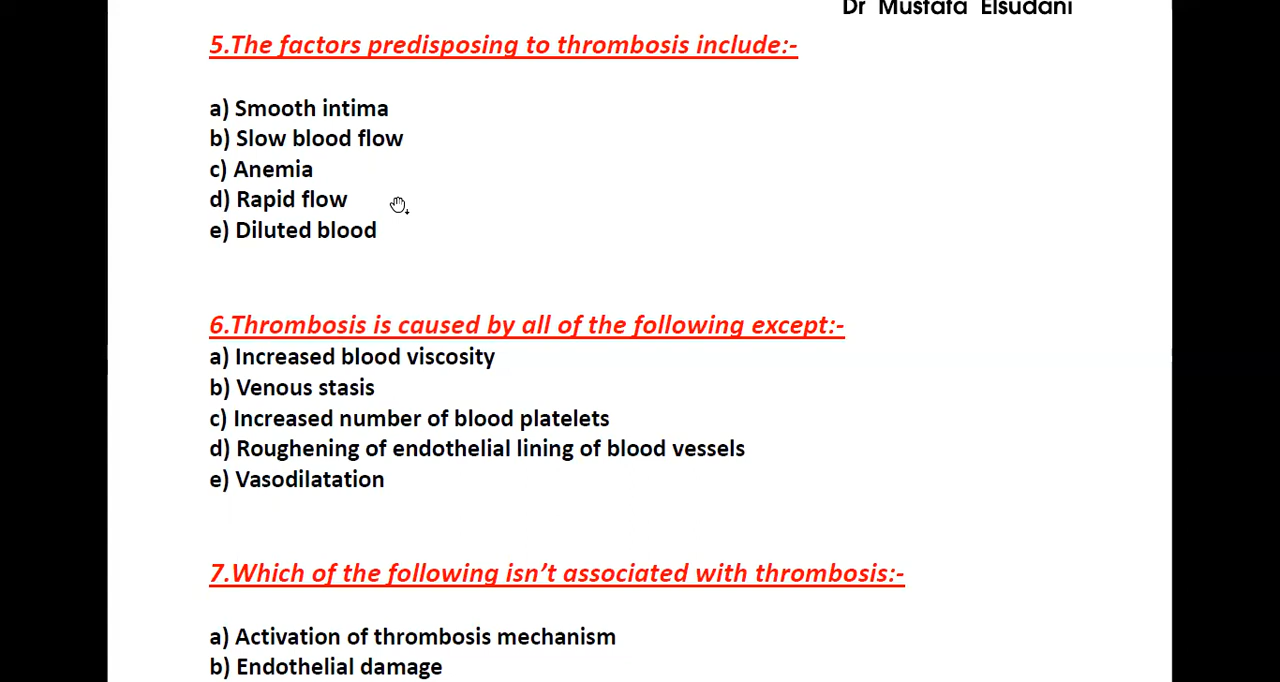 Dr Mustafa Elsudani
5.The factors predisposing to thrombosis include:-
a) Smooth intima
b) Slow blood flow
c) Anemia
d) Rapid flow
e) Diluted blood
6.Thrombosis is caused by all of the following except:-
a) Increased blood viscosity
b) Venous stasis
c) Increased number of blood platelets
d) Roughening of endothelial lining of blood vessels
e) Vasodilatation
7.Which of the following isn’t associated with thrombosis:-
a) Activation of thrombosis mechanism
b) Endothelial damage